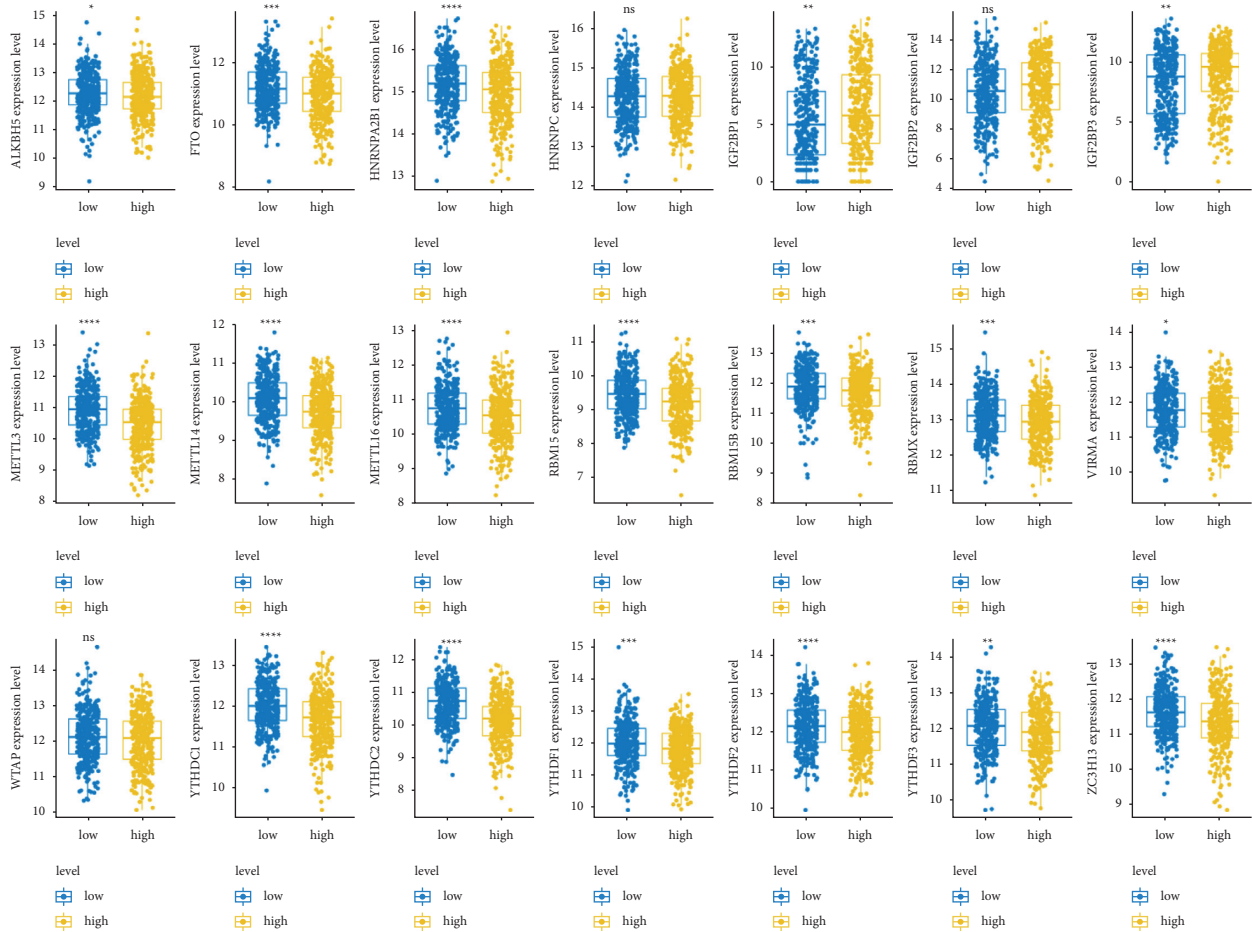 *
ALKBH5 expression level
15
14
13
12
11
10
9
low high
level
low
high
***
FTO expression level
12
10
8
low high
level
low
high
****
HNRNPA2B1 expression level
16
15
14
13
low high
level
low
high
ns
HNRNPC expression level
16
15
14
13
12
low high
level
low
high
**
IGF2BP1 expression level
10
5
0
low high
level
low
high
ns
IGF2BP2 expression level
14
12
10
8
6
4
low high
level
low
high
**
IGF2BP3 expression level
10
5
0
low high
level
low
high
****
METTL3 expression level
13
12
11
10
9
8
low high
level
low
high
****
METTL14 expression level
12
11
10
9
8
low high
level
low
high
****
METTL16 expression level
13
12
11
10
9
8
low high
level
low
high
****
RBM15 expression level
11
10
9
8
7
low high
level
low
high
***
RBM15B expression level
14
13
12
11
10
9
8
low high
level
low
high
***
RBMX expression level
15
14
13
12
11
low high
level
low
high
*
VIRMA expression level
14
13
12
11
10
low high
level
low
high
ns
WTAP expression level
14
13
12
11
10
low high
level
low
high
****
YTHDC1 expression level
13
12
11
10
low high
level
low
high
****
YTHDC2 expression level
12
11
10
9
8
low high
level
low
high
***
YTHDF1 expression level
15
14
13
12
11
10
low high
level
low
high
****
YTHDF2 expression level
14
13
12
11
10
low high
level
low
high
**
YTHDF3 expression level
14
13
12
11
10
low high
level
low
high
****
ZC3H13 expression level
13
12
11
10
9
low high
level
low
high